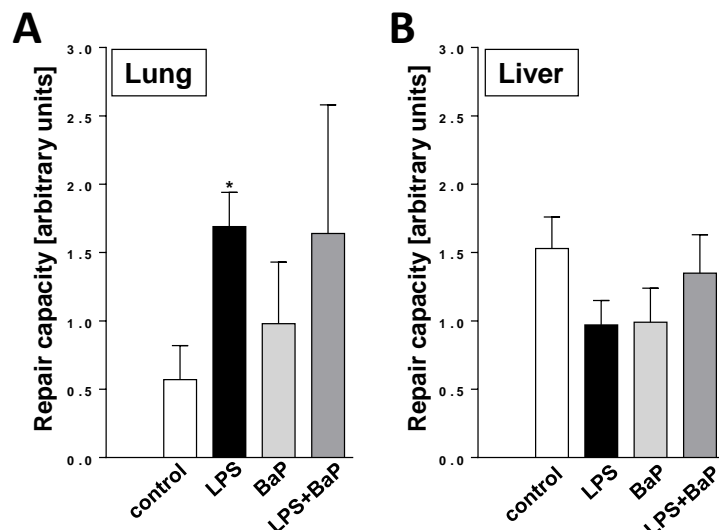 A
Lung
Repair capacity [arbitrary units]
3.0
2.5
2.0
1.5
1.0
0.5
0.0
*
control
LPS
BaP
LPS+BaP
B
Liver
Repair capacity [arbitrary units]
3.0
2.5
2.0
1.5
1.0
0.5
0.0
control
LPS
BaP
LPS+BaP